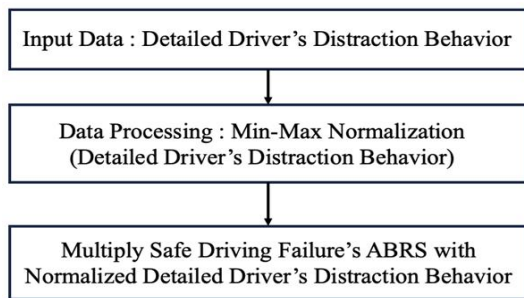 Input Data : Detailed Driver’s Distraction Behavior
Data Processing : Min-Max Normalization
(Detailed Driver’s Distraction Behavior)
Multiply Safe Driving Failure’s ABRS with
Normalized Detailed Driver’s Distraction Behavior